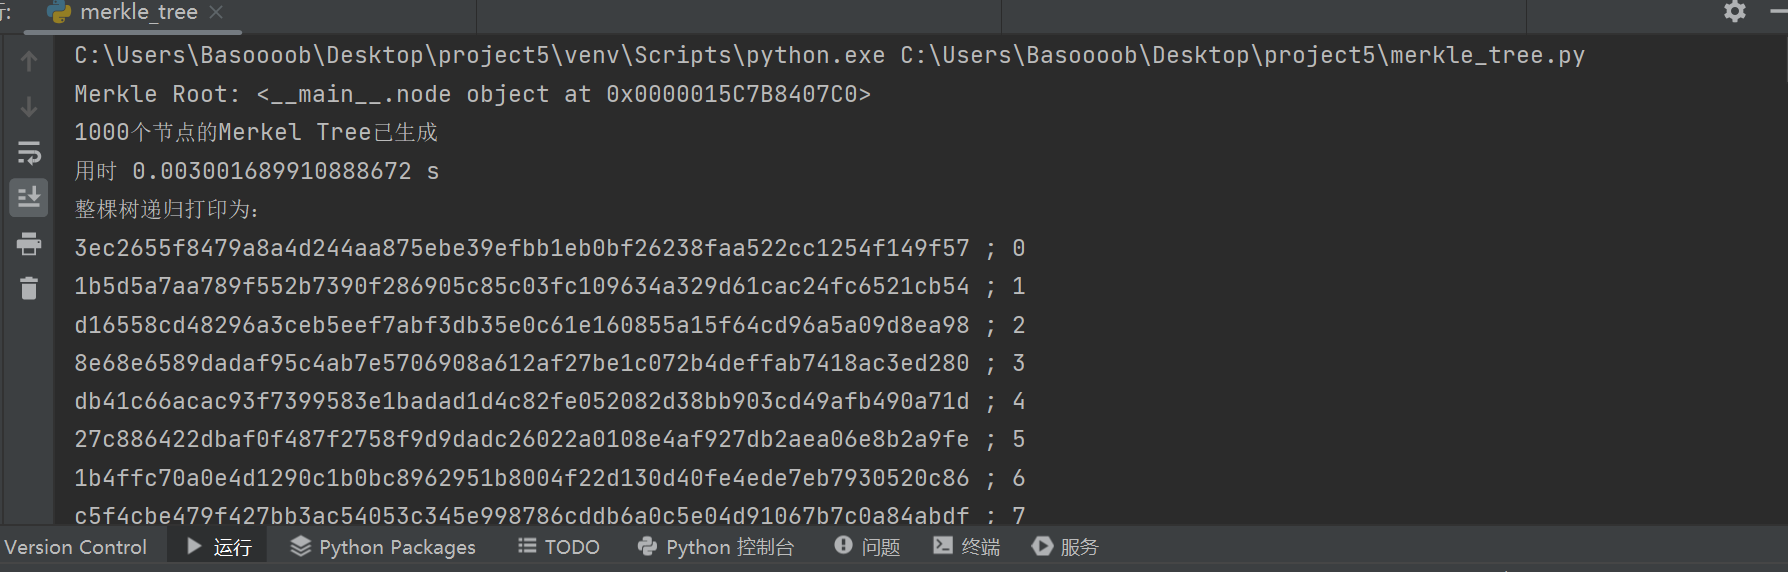 merkle_tree
C:\Users\Basoooob\Desktop\project5\venv\Scripts\python.exe C:\Users\Basoooob\Desktop\project5\merkle_tree.py
Merkle Root: <__main__.node object at 0x0000015C7B8407C0>
1000个节点的Merkel Tree已生成
用时 0.003001689910888672 s
整棵树递归打印为:
3ec2655f8479a8a4d244aa875ebe39efbb1eb0bf26238faa522cc1254f149f57 ; 0
1b5d5a7aa789f552b7390f286905c85c03fc109634a329d61cac24fc6521cb54 ; 1
d16558cd48296a3ceb5eef7abf3db35e0c61e160855a15f64cd96a5a09d8ea98 ; 2
8e68e6589dadaf95c4ab7e5706908a612af27be1c072b4deffab7418ac3ed280 ; 3
db41c66acac93f7399583e1badad1d4c82fe052082d38bb903cd49afb490a71d ; 4
27c886422dbaf0f487f2758f9d9dadc26022a0108e4af927db2aea06e8b2a9fe ; 5
1b4ffc70a0e4d1290c1b0bc8962951b8004f22d130d40fe4ede7eb7930520c86 ; 6
c5f4cbe479f427bb3ac54053c345e998786cddb6a0c5e04d91067b7c0a84abdf ; 7
Version Control 运行 Python Packages TODO Python 控制台 问题 终端 服务